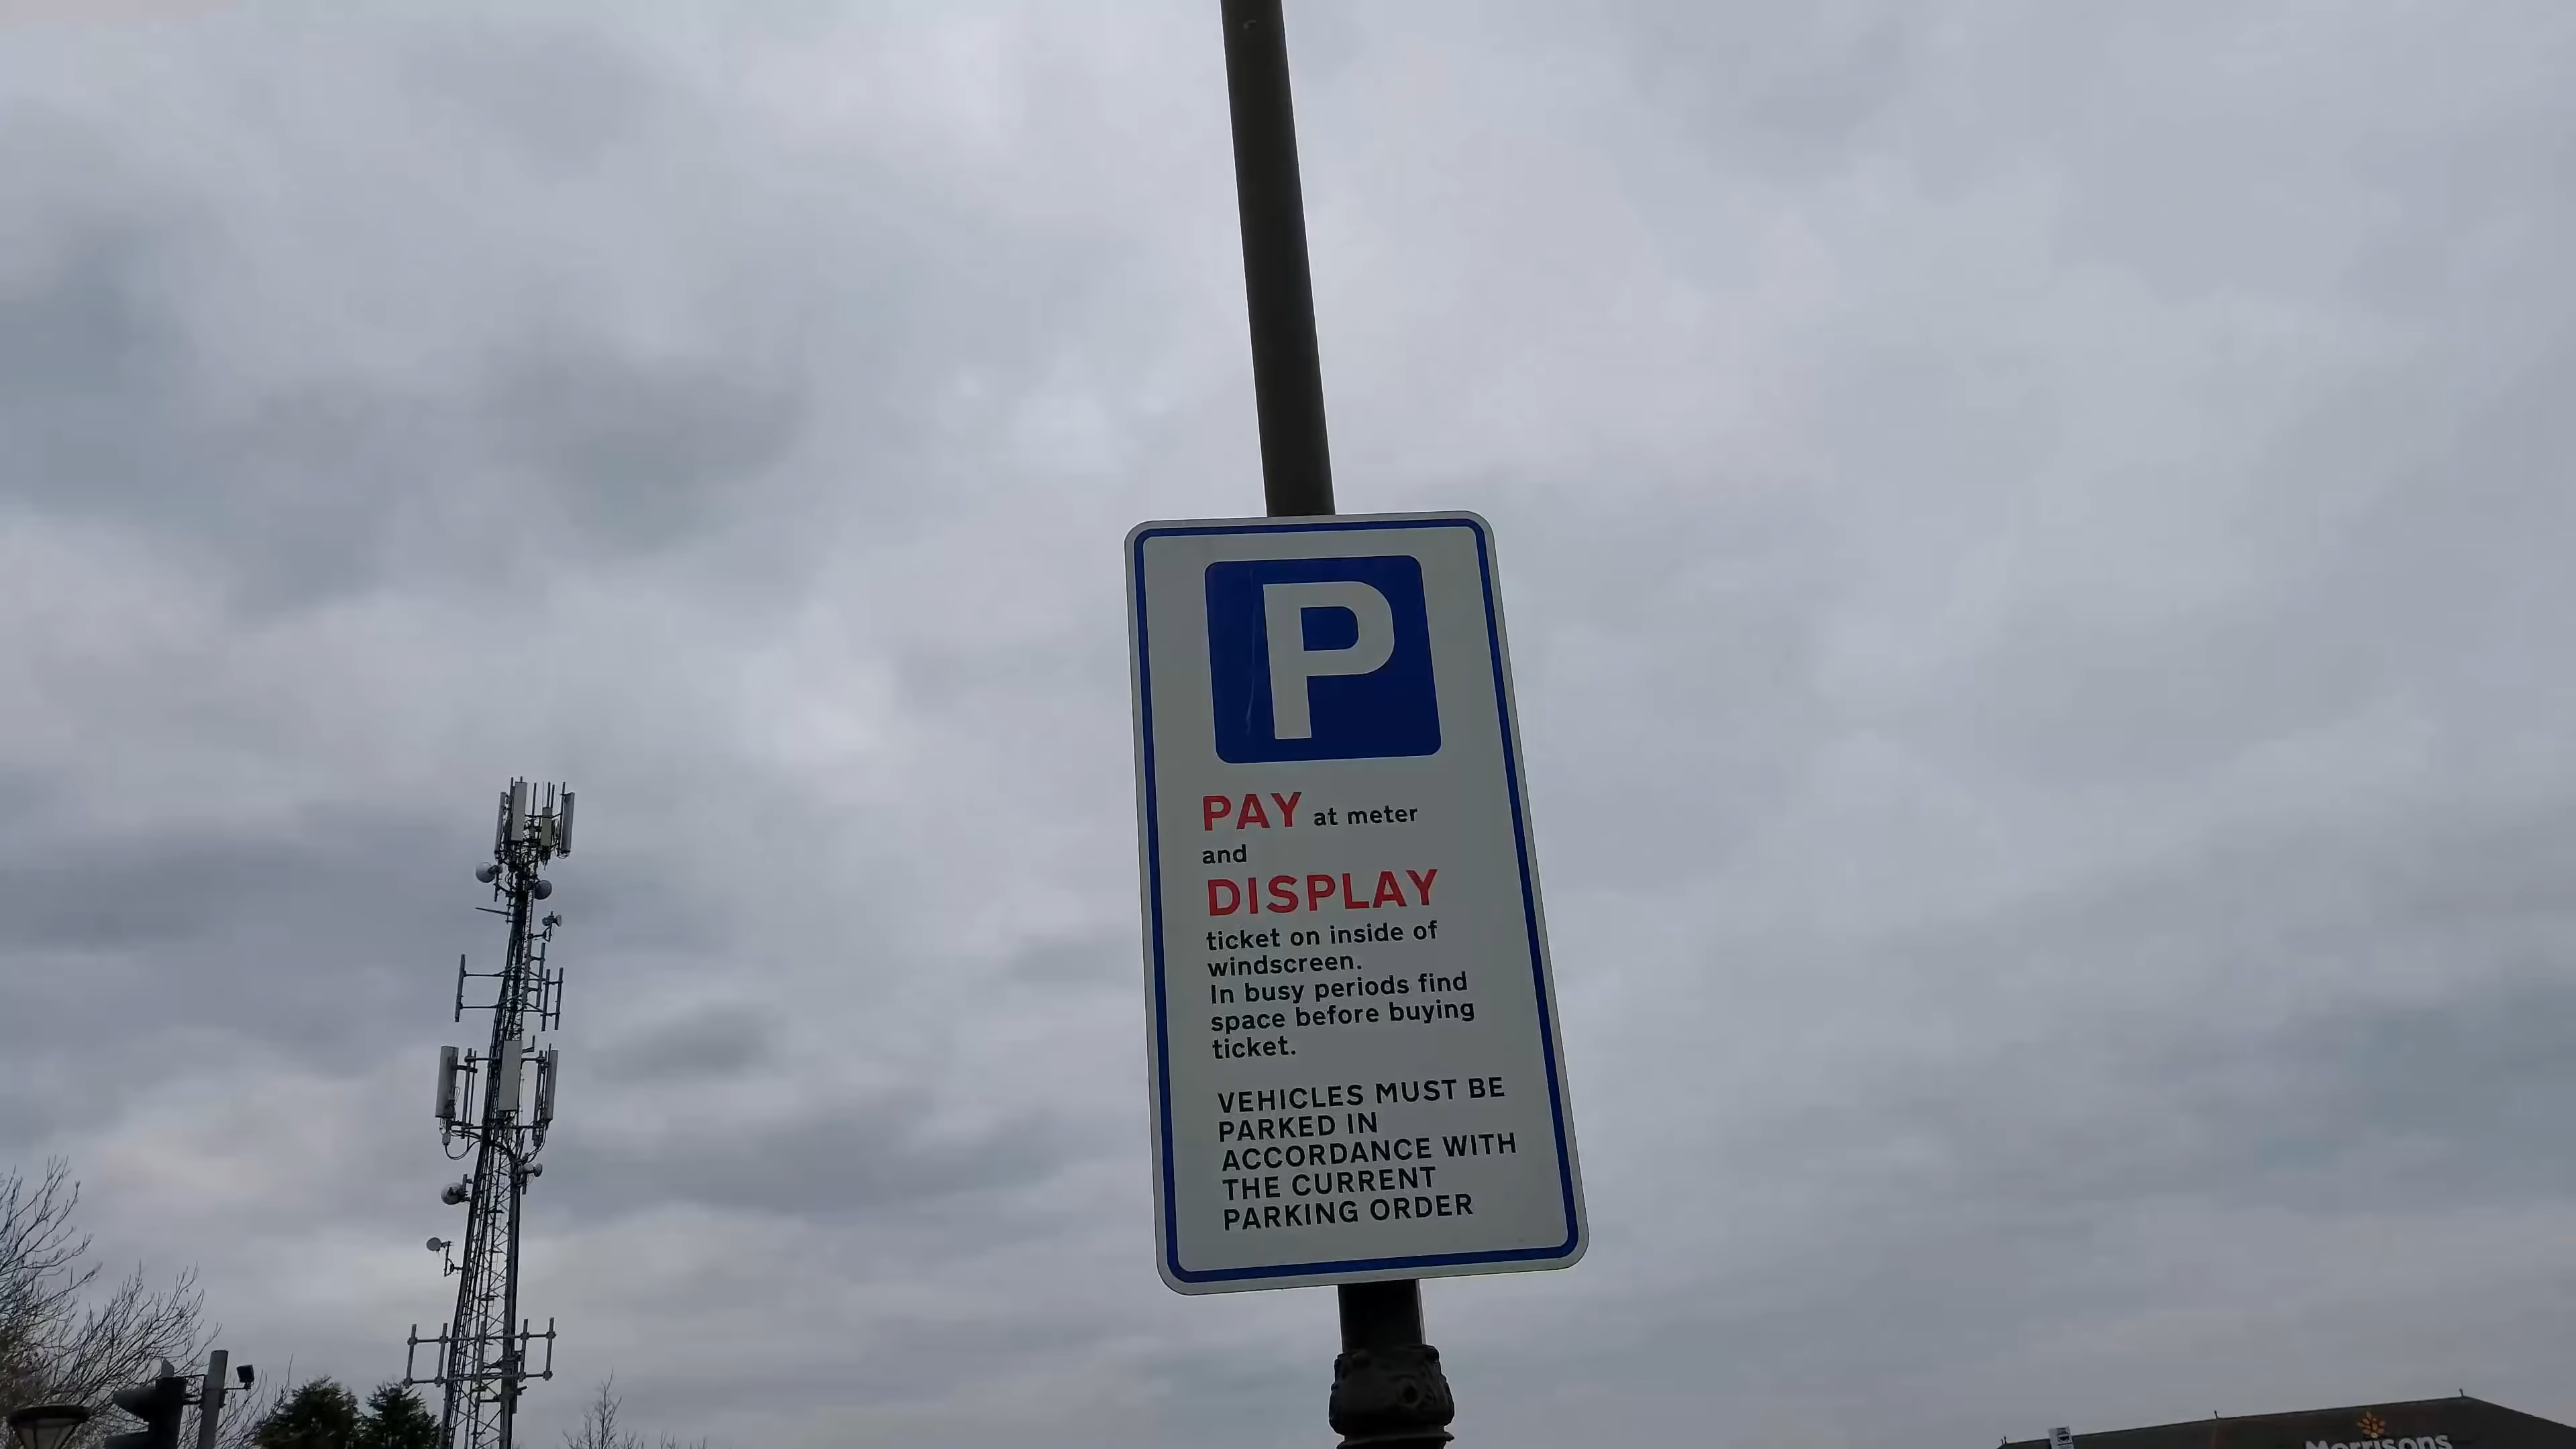 P
PAY at meter
and
DISPLAY
ticket on inside of
windscreen.
In busy periods find
space before buying
ticket.
VEHICLES MUST BE
PARKED IN
ACCORDANCE WITH
THE CURRENT
PARKING ORDER
Morrisons